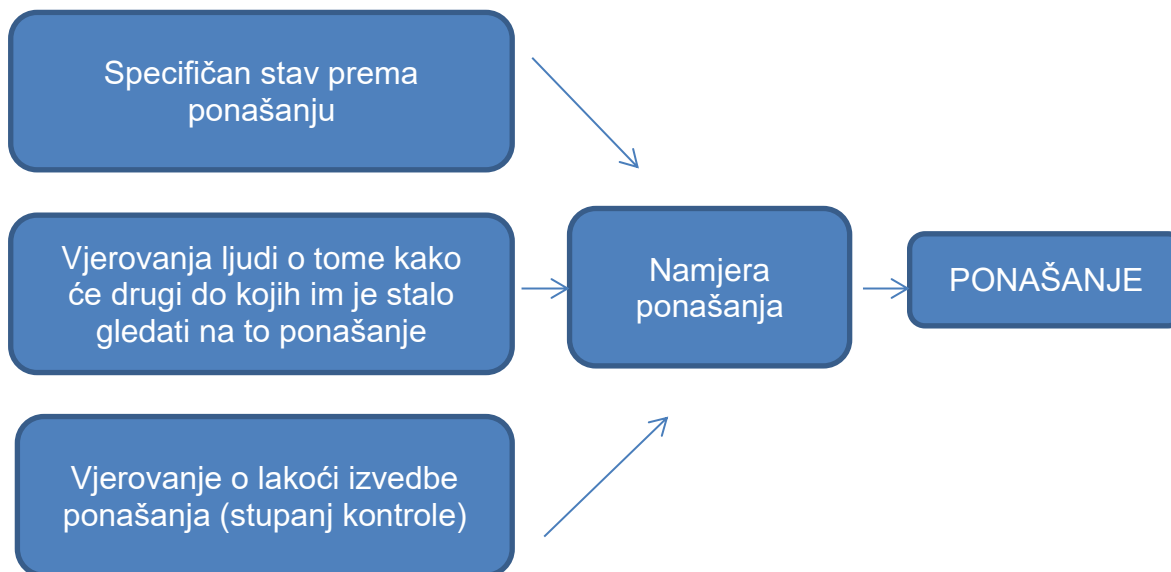 Specifičan stav prema
ponašanju
Vjerovanja ljudi o tome kako
će drugi do kojih im je stalo
gledati na to ponašanje
Vjerovanje o lakoći izvedbe
ponašanja (stupanj kontrole)
Namjera
ponašanja
PONAŠANJE